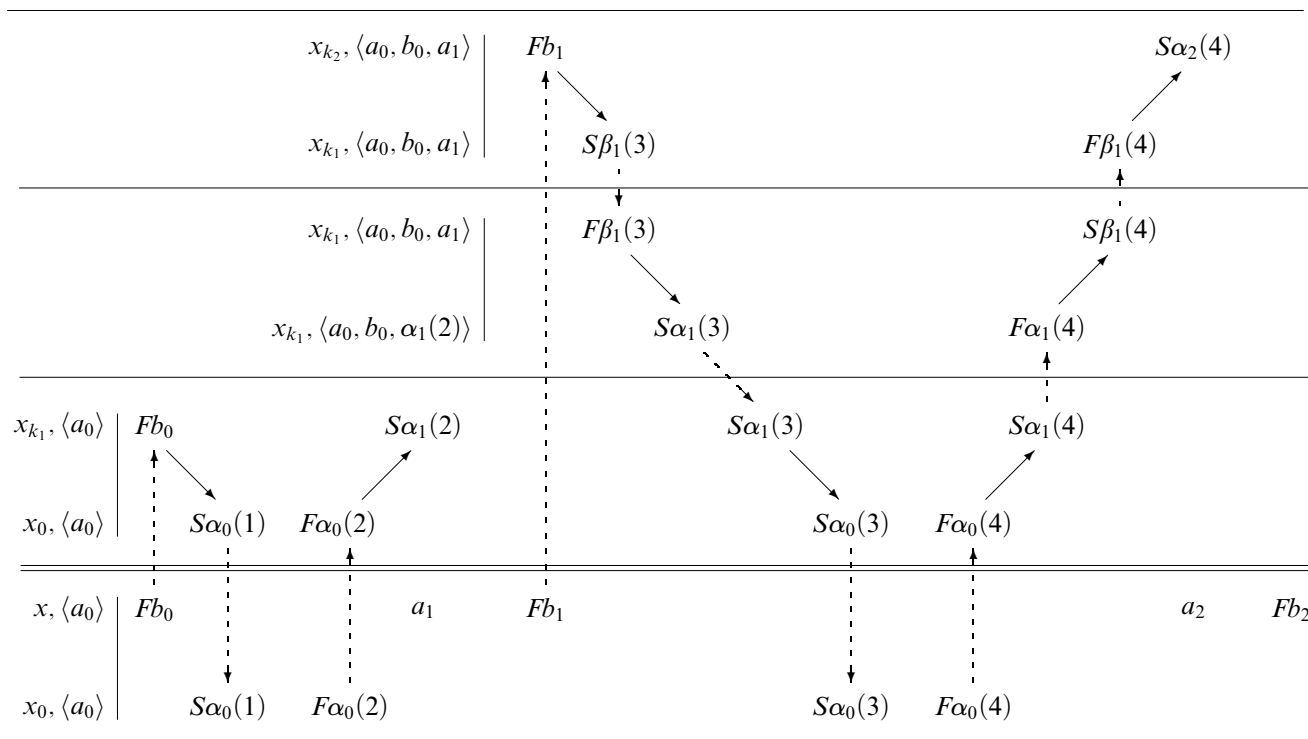 x_{k_2}, ⟨a_0, b_0, a_1⟩ Fb_1 Sα_2(4)
x_{k_1}, ⟨a_0, b_0, a_1⟩ Sβ_1(3) Fβ_1(4)
x_{k_1}, ⟨a_0, b_0, a_1⟩ Fβ_1(3) Sβ_1(4)
x_{k_1}, ⟨a_0, b_0, α_1(2)⟩ Sα_1(3) Fα_1(4)
x_{k_1}, ⟨a_0⟩ Fb_0 Sα_1(2) Sα_1(3) Sα_1(4)
x_0, ⟨a_0⟩ Sα_0(1) Fα_0(2) Sα_0(3) Fα_0(4)
x, ⟨a_0⟩ Fb_0 a_1 Fb_1 a_2 Fb_2
x_0, ⟨a_0⟩ Sα_0(1) Fα_0(2) Sα_0(3) Fα_0(4)